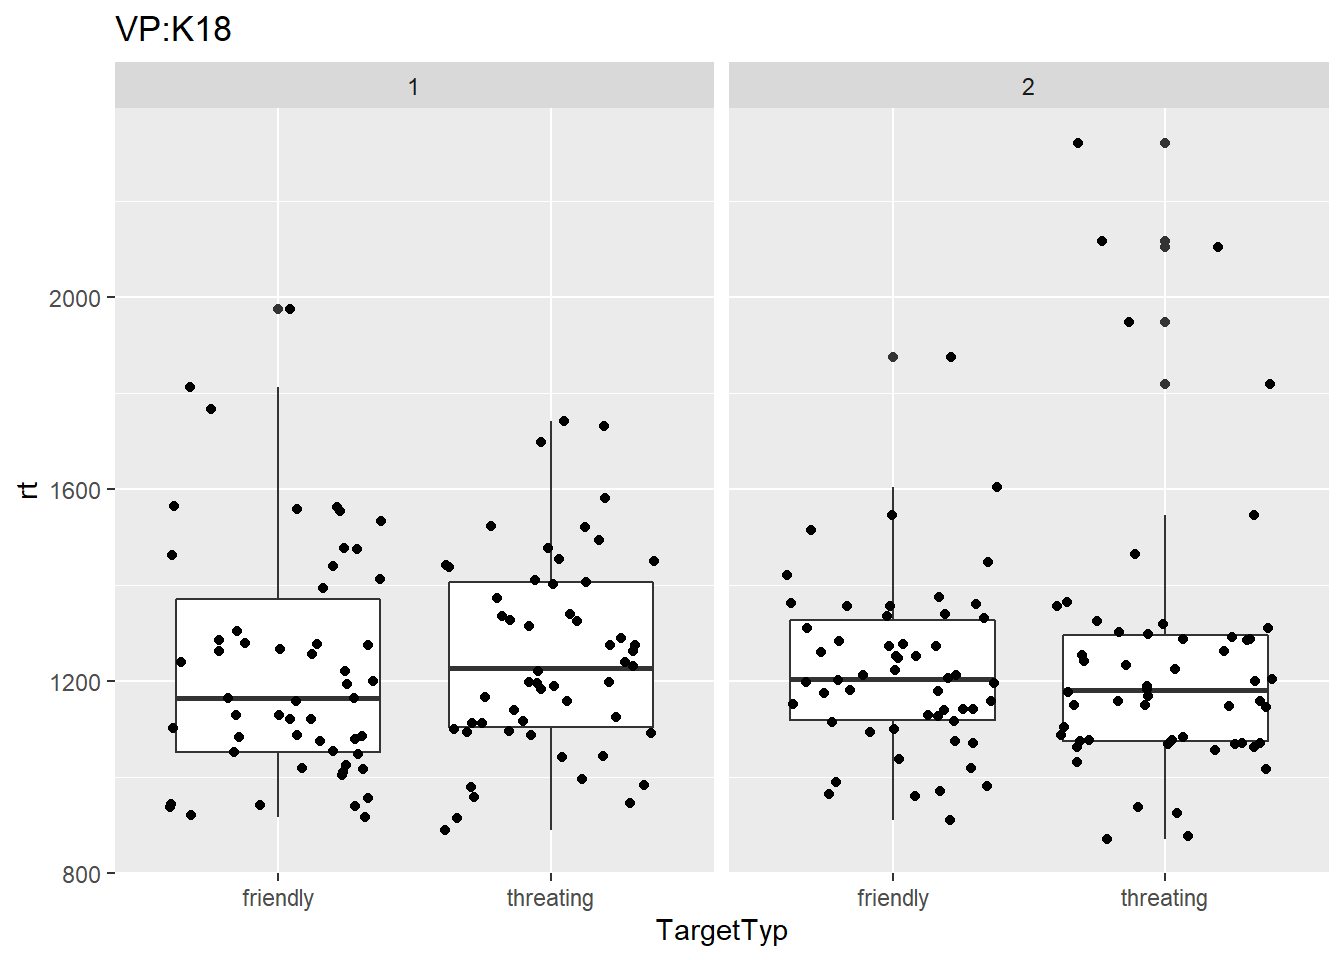 VP:K18
1
2
rt
2000
1600
1200
800
friendly
threating
friendly
threating
TargetTyp